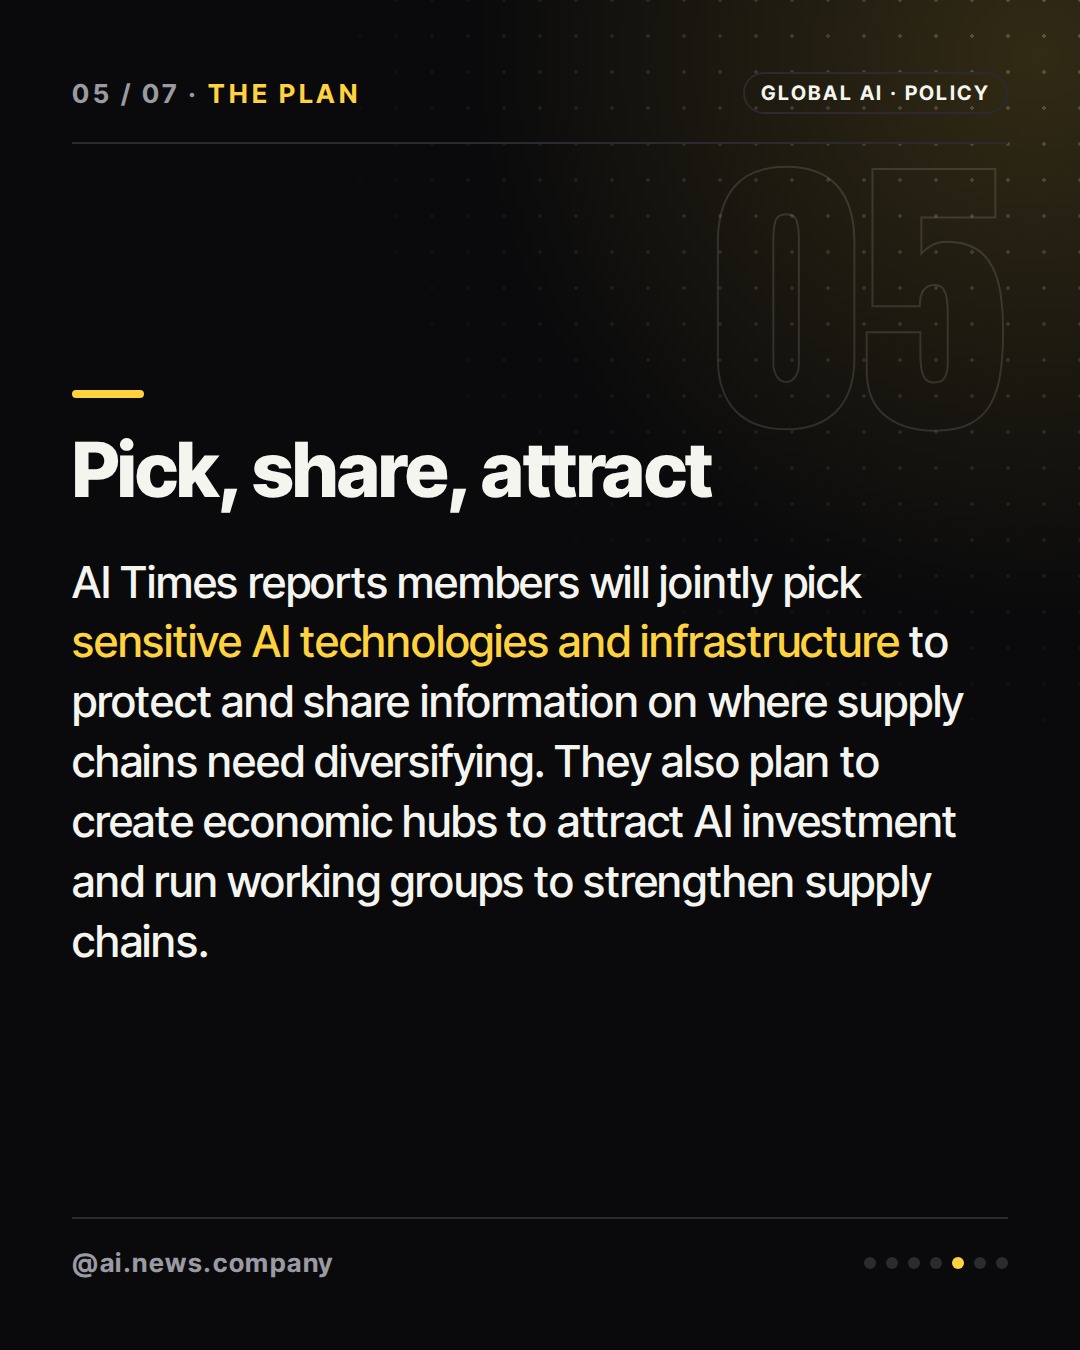 05 / 07 · THE PLAN
GLOBAL AI · POLICY
05
Pick, share, attract
AI Times reports members will jointly pick
sensitive AI technologies and infrastructure to
protect and share information on where supply
chains need diversifying. They also plan to
create economic hubs to attract AI investment
and run working groups to strengthen supply
chains.
@ai.news.company